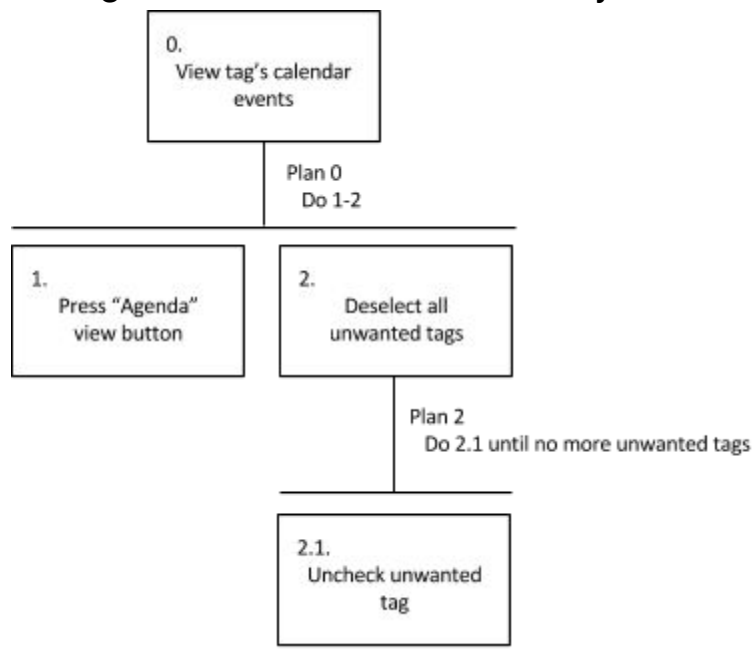 0.
View tag's calendar
events
Plan 0
Do 1-2
1.
Press “Agenda”
view button
2.
Deselect all
unwanted tags
Plan 2
Do 2.1 until no more unwanted tags
2.1.
Uncheck unwanted
tag